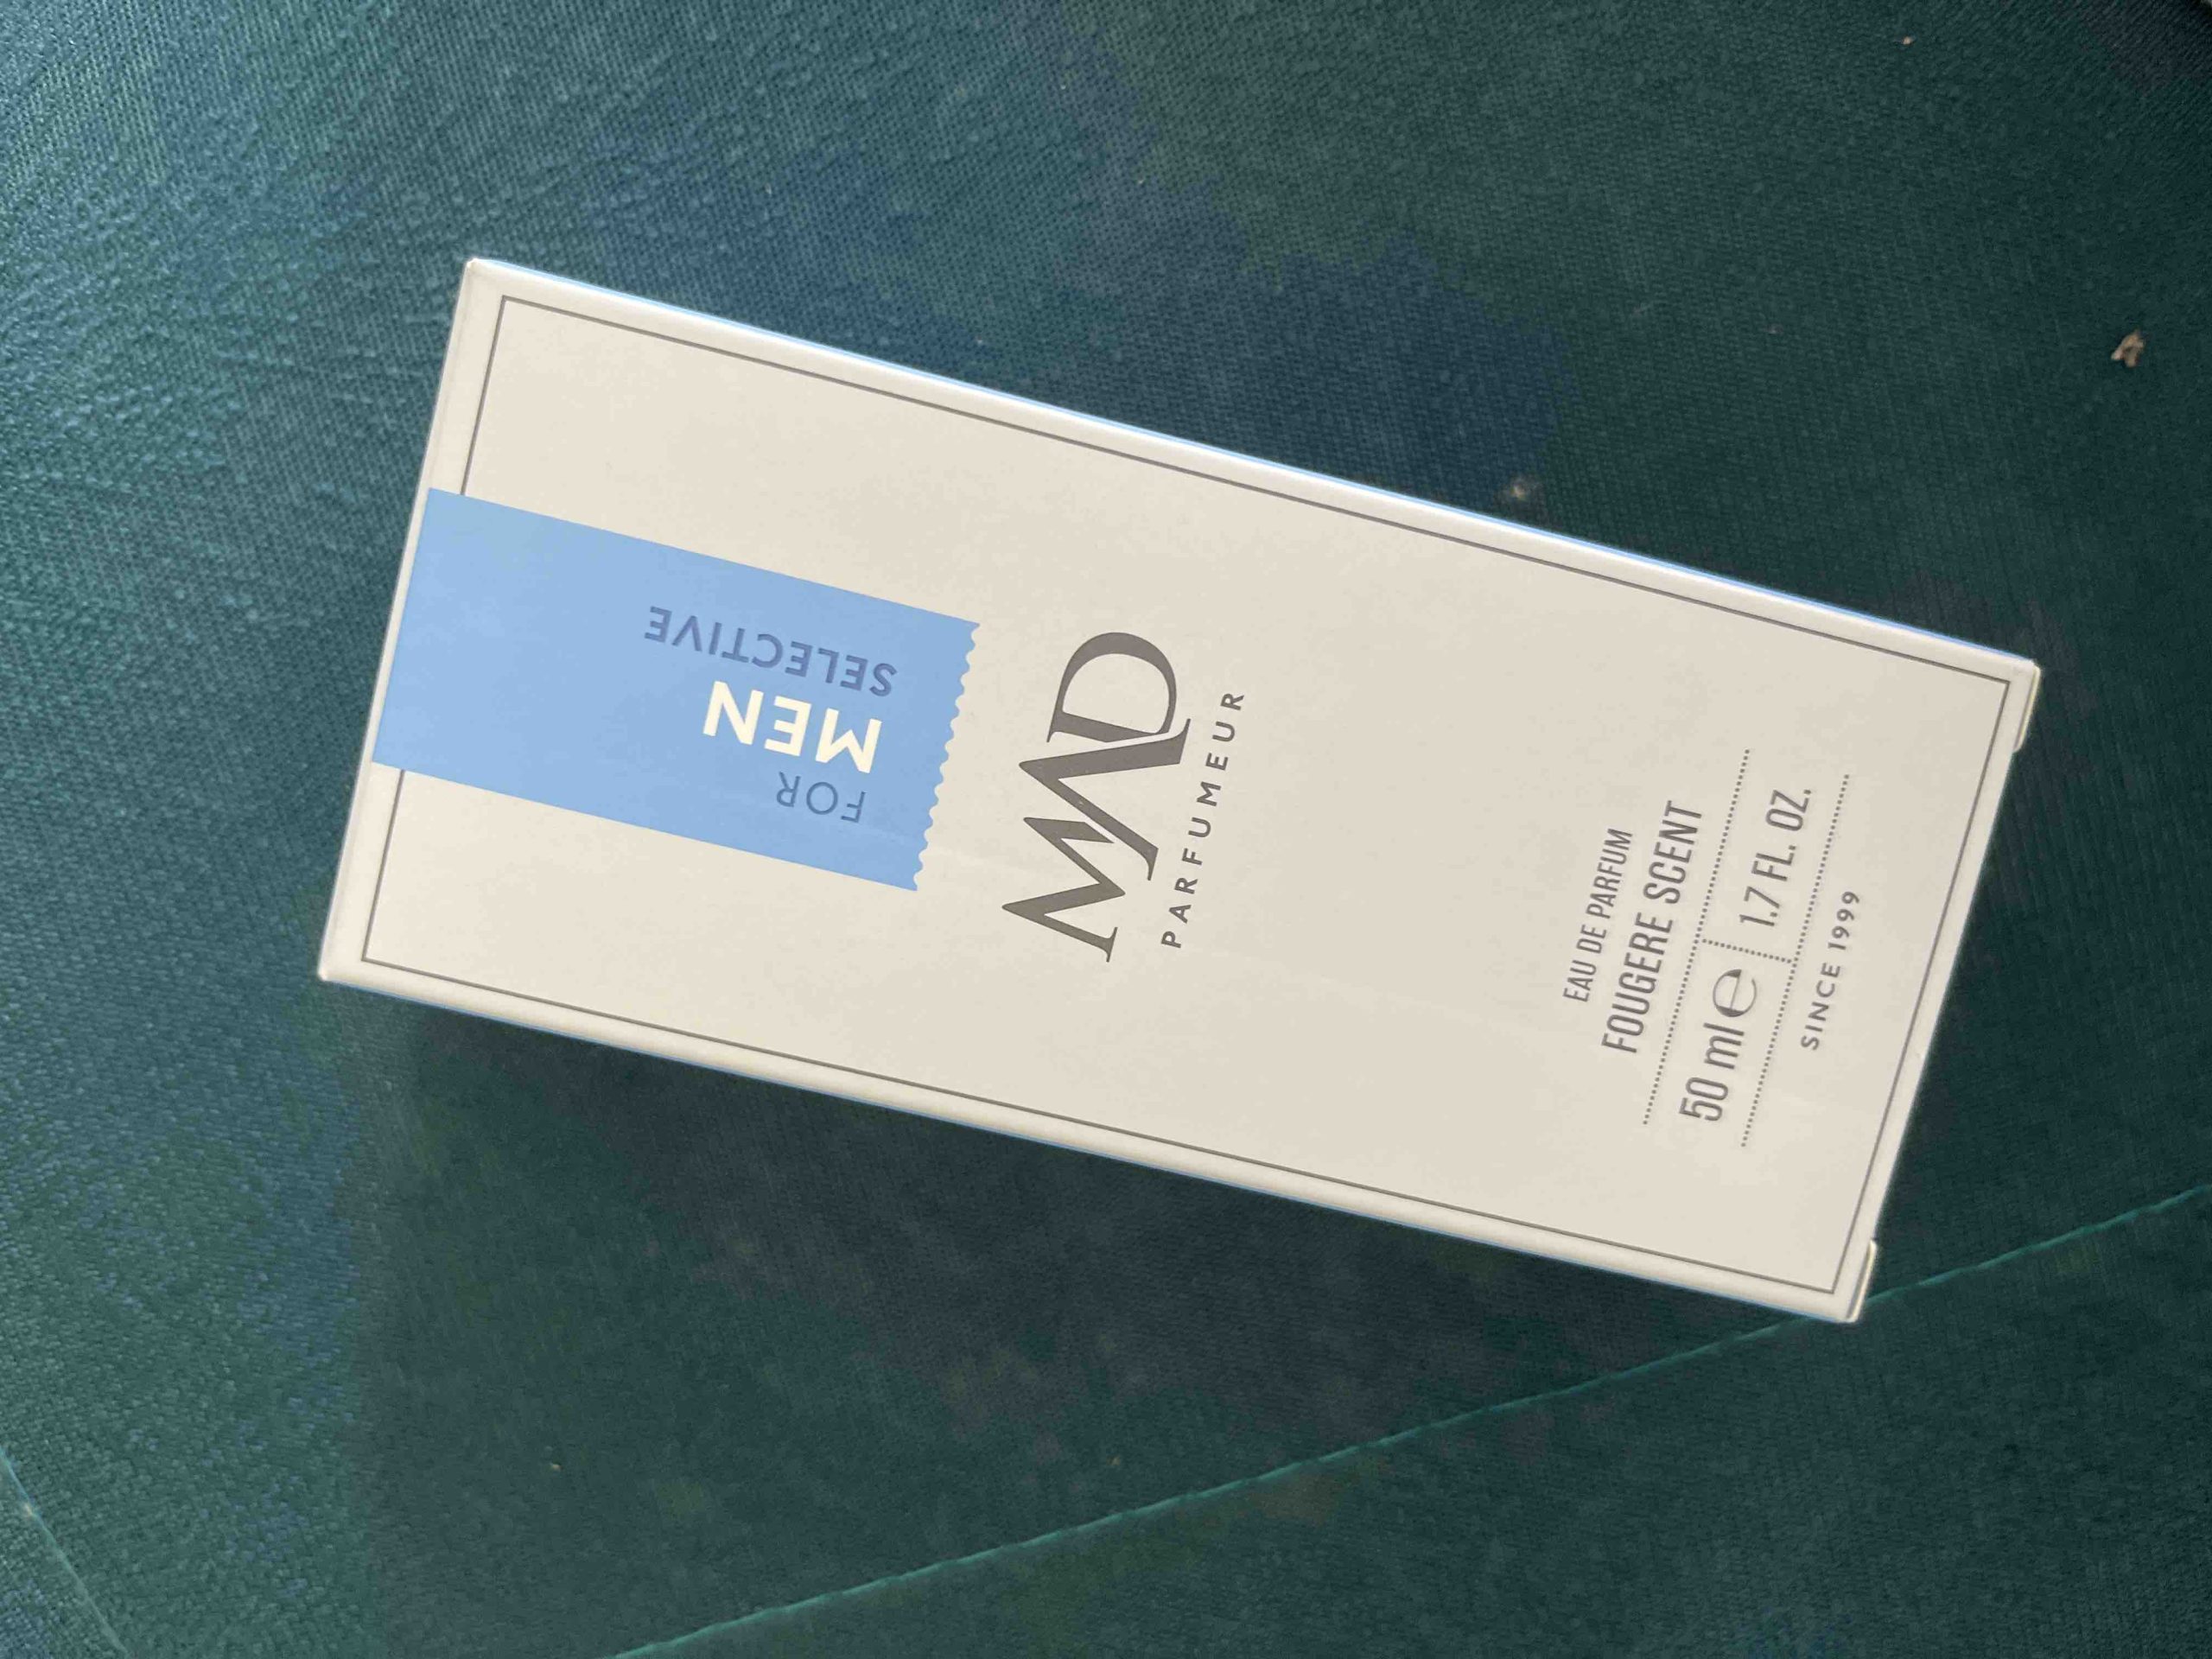 FOR
MEN
SELECTIVE
MAD
PARFUMEUR
EAU DE PARFUM
FOUGERE SCENT
50 ml ℮ 1.7 FL. OZ.
SINCE 1999